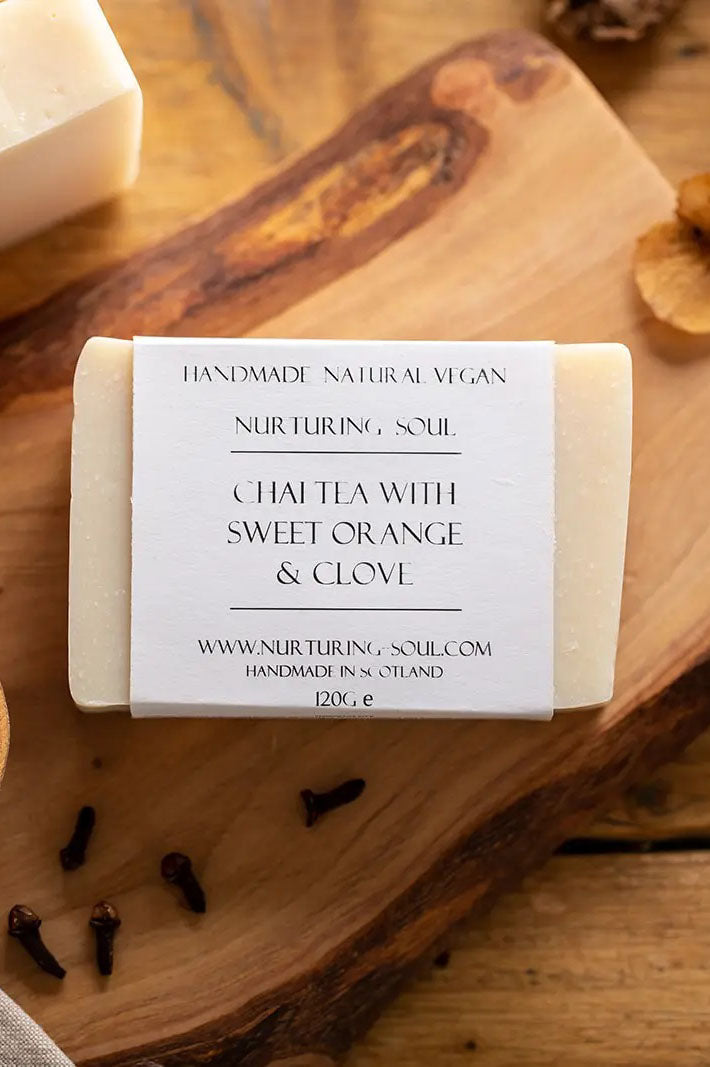 HANDMADE NATURAL VEGAN
NURTURING SOUL
CHAI TEA WITH
SWEET ORANGE
& CLOVE
WWW.NURTURING-SOUL.COM
HANDMADE IN SCOTLAND
120G e